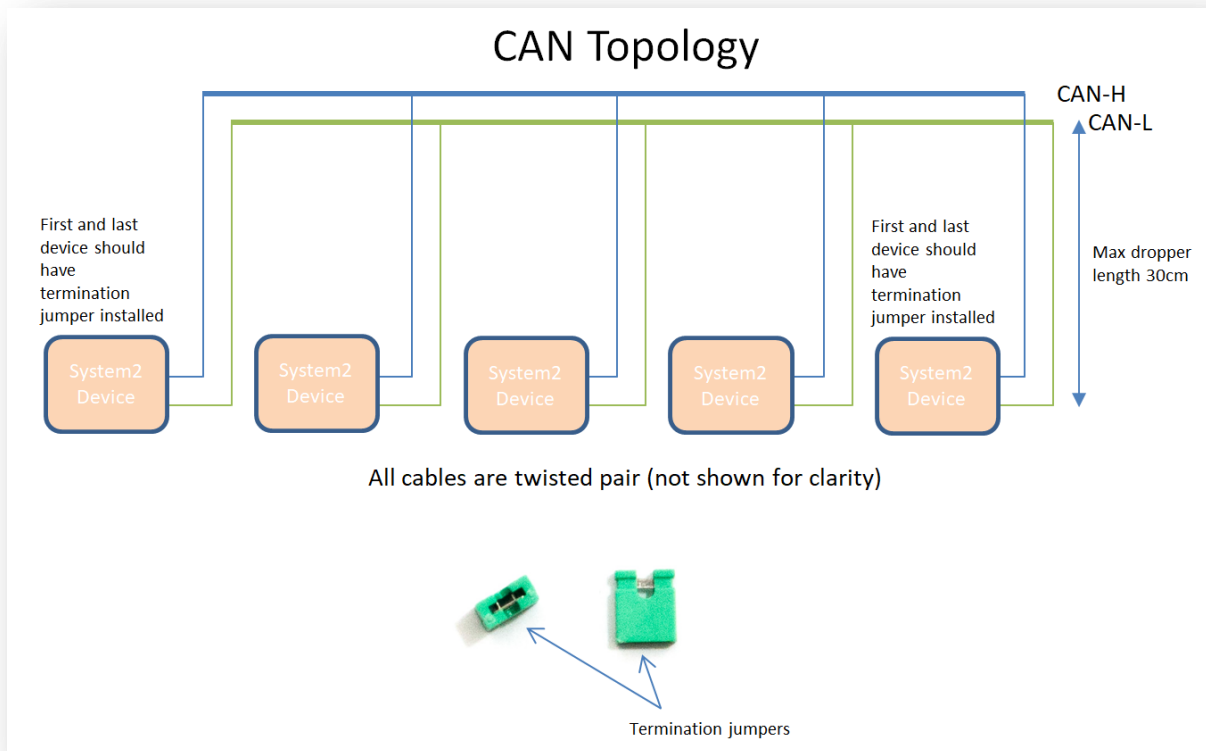 CAN Topology
CAN-H
CAN-L
First and last
device should
have
termination
jumper installed
First and last
device should
have
termination
jumper installed
Max dropper
length 30cm
System2
Device
System2
Device
System2
Device
System2
Device
System2
Device
All cables are twisted pair (not shown for clarity)
Termination jumpers